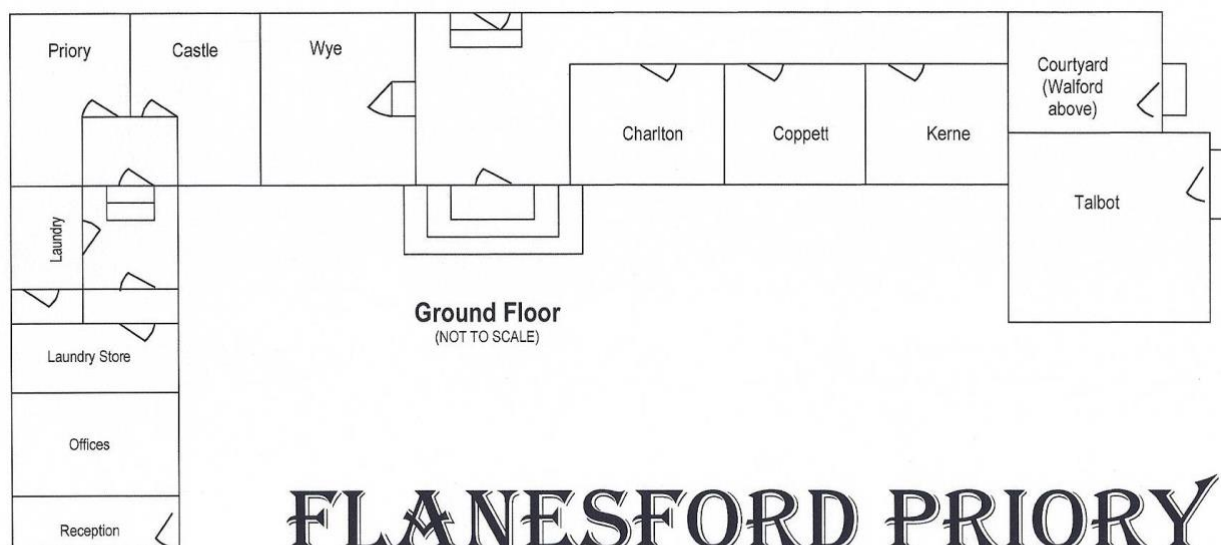 Priory
Castle
Wye
Charlton
Coppett
Kerne
Courtyard
(Walford
above)
Talbot
Laundry
Ground Floor
(NOT TO SCALE)
Laundry Store
Offices
Reception
FLANESFORD PRIORY